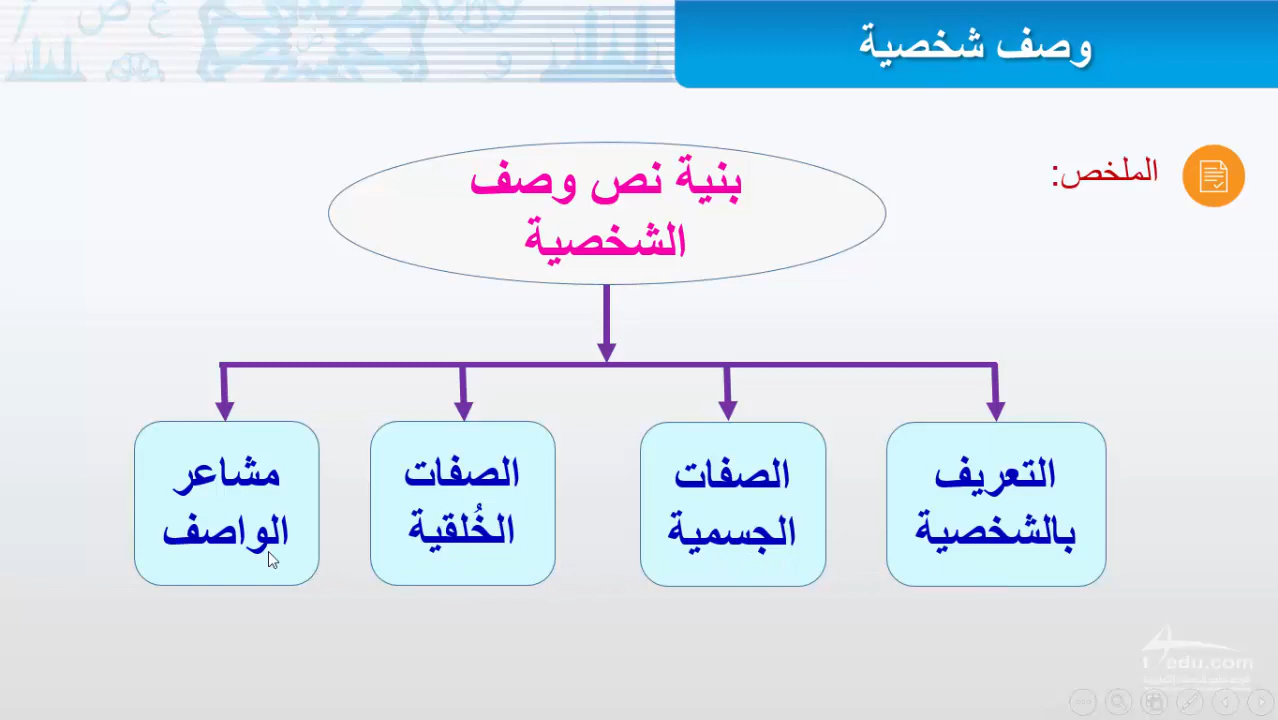 وصف شخصية
الملخص:
بنية نص وصف
الشخصية
التعريف
بالشخصية
الصفات
الجسمية
الصفات
الخُلقية
مشاعر
الواصف
edu.com